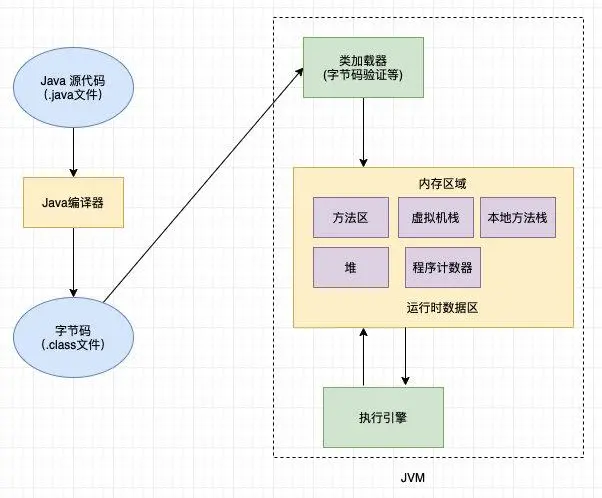 Java 源代码
(.java文件)
Java编译器
字节码
(.class文件)
类加载器
(字节码验证等)
内存区域
方法区
虚拟机栈
本地方法栈
堆
程序计数器
运行时数据区
执行引擎
JVM